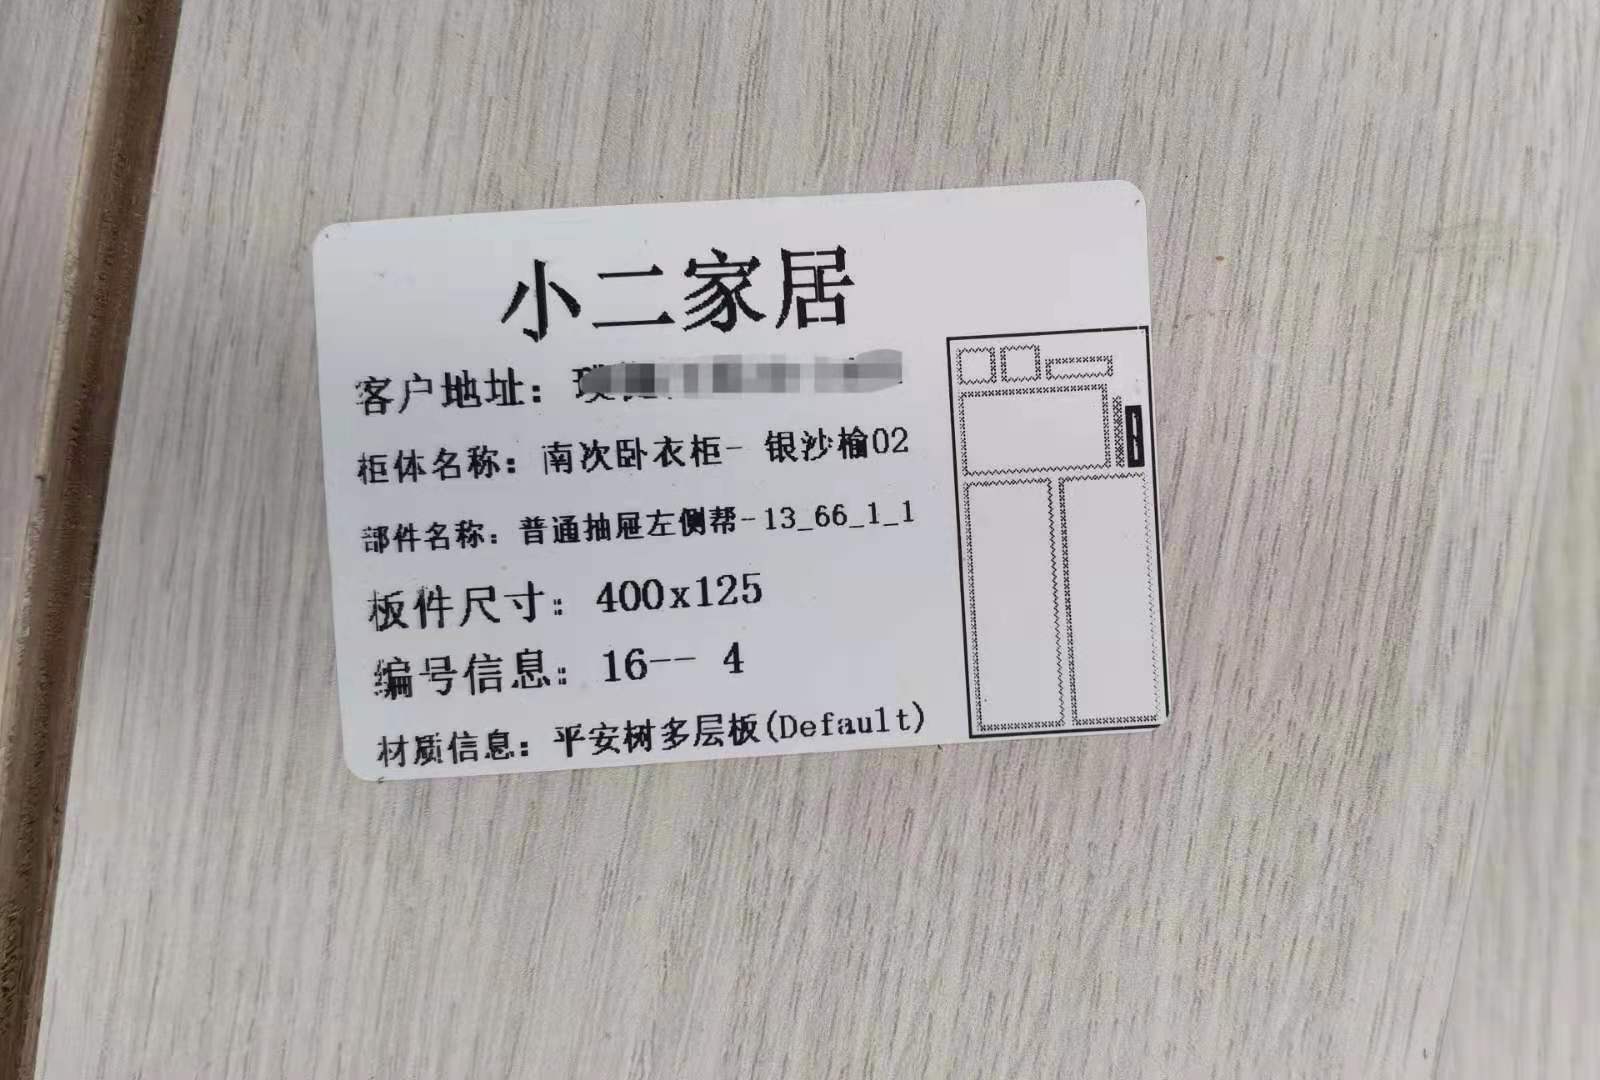 小二家居
客户地址：
柜体名称：南次卧衣柜- 银沙榆02
部件名称：普通抽屉左侧帮-13_66_1_1
板件尺寸：400x125
编号信息：16-- 4
材质信息：平安树多层板(Default)